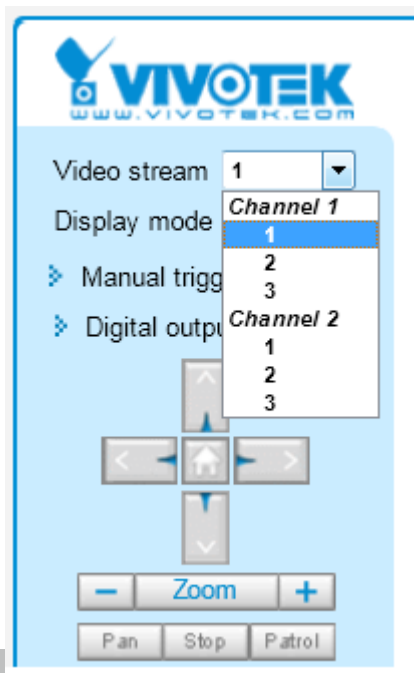 VIVOTEK
www.vivotek.com
Video stream 1
Display mode
Channel 1
1
2
3
Channel 2
1
2
3
Manual trigg
Digital outpu
Zoom
Pan Stop Patrol